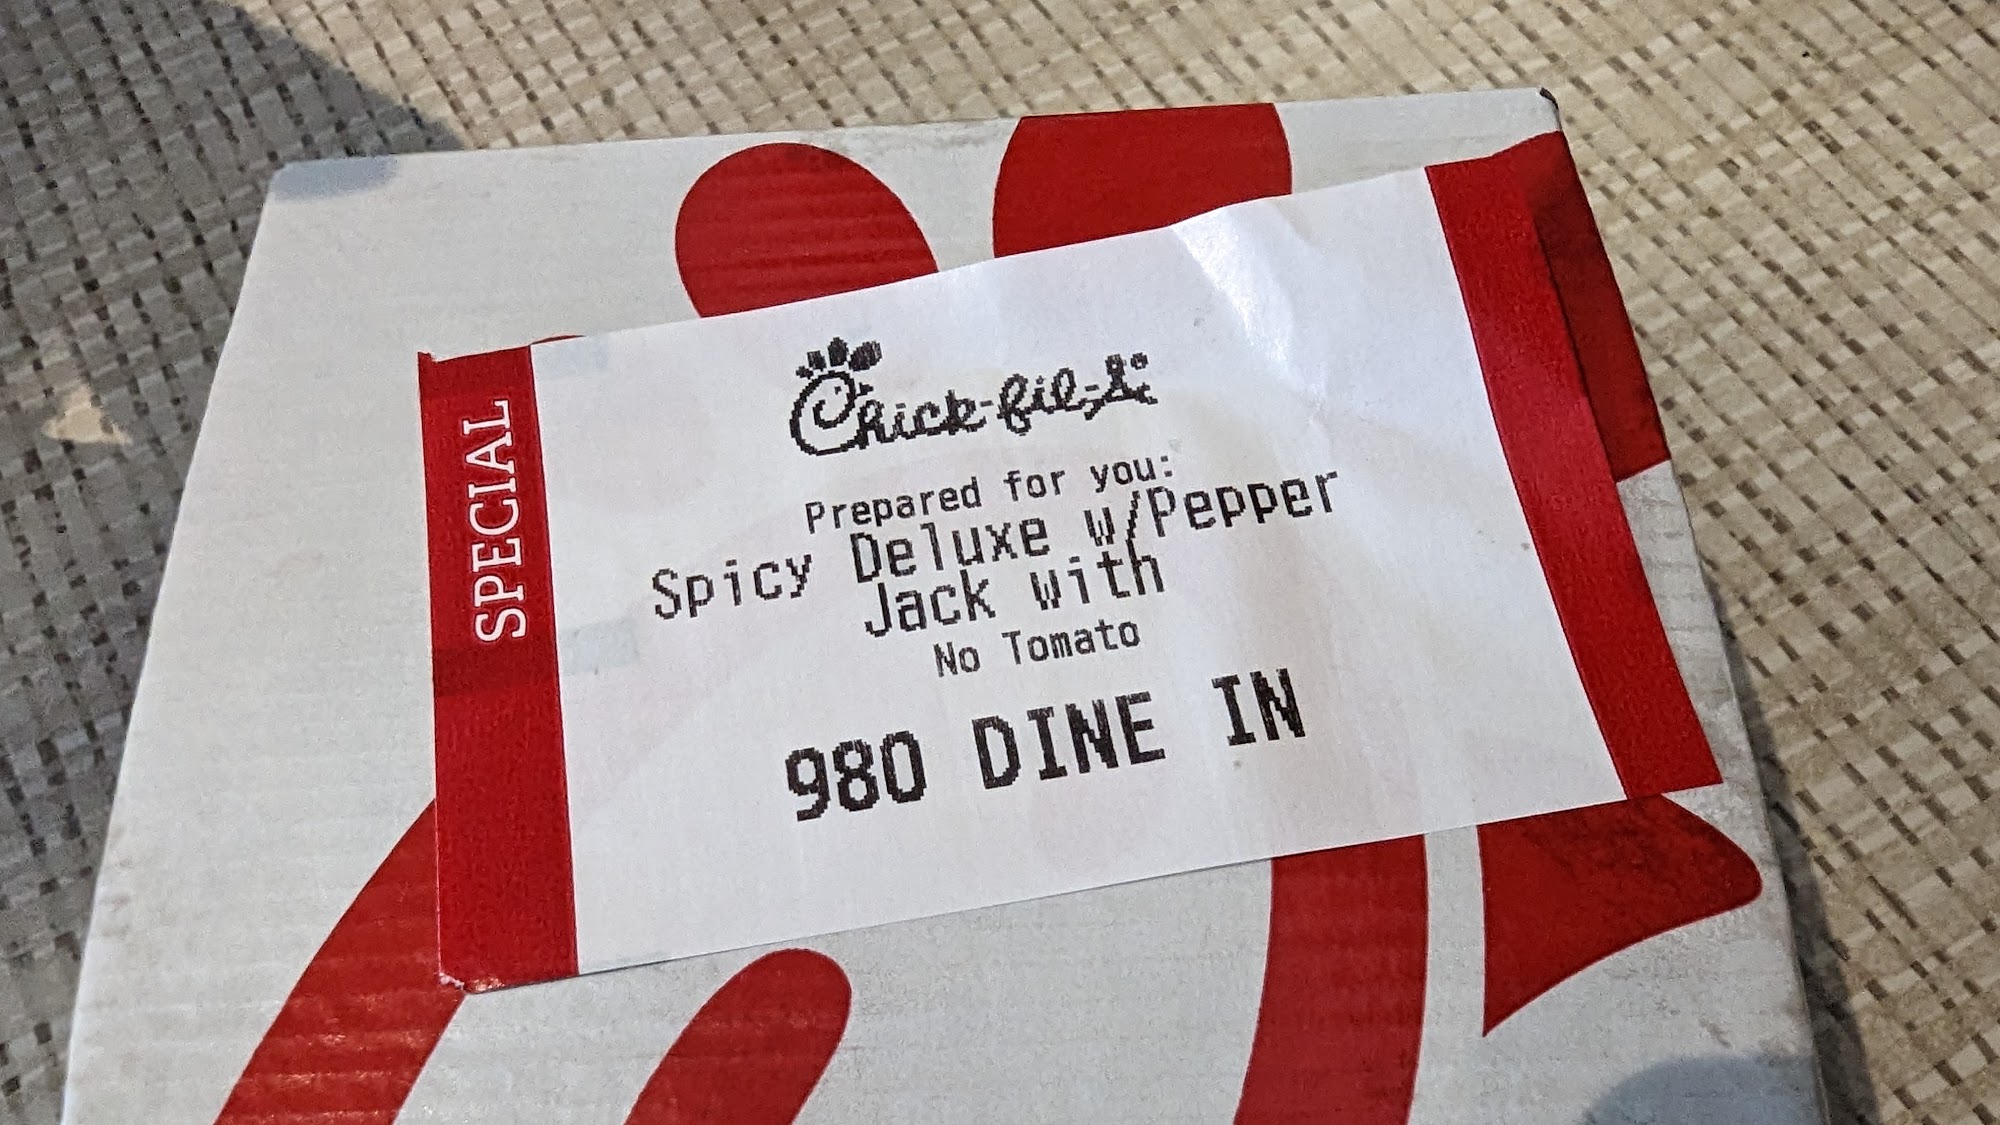 SPECIAL
Chick-fil-A
Prepared for you:
Spicy Deluxe w/Pepper
Jack with
No Tomato
980 DINE IN